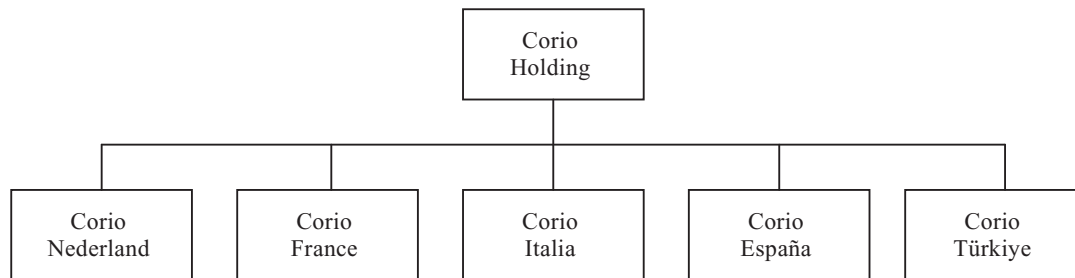 Corio
Holding
Corio
Nederland
Corio
France
Corio
Italia
Corio
España
Corio
Türkiye